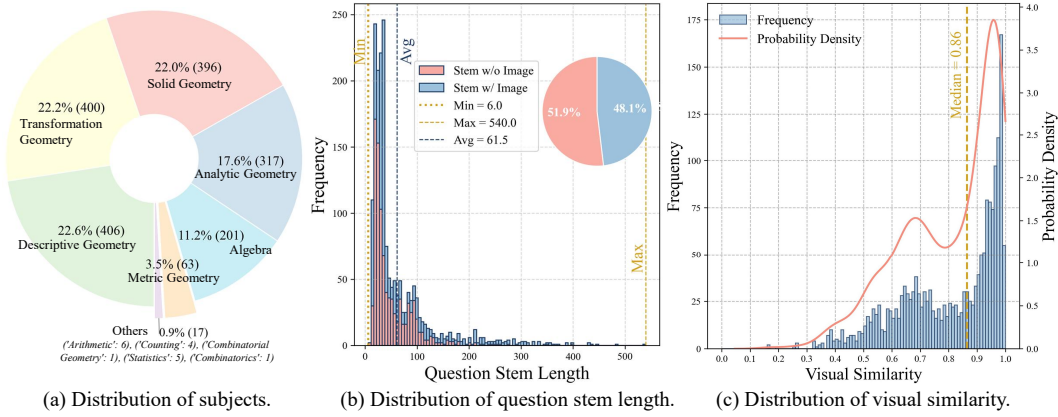 22.0% (396)
Solid Geometry
22.2% (400)
Transformation
Geometry
17.6% (317)
Analytic Geometry
22.6% (406)
Descriptive Geometry
11.2% (201)
Algebra
3.5% (63)
Metric Geometry
Others
0.9% (17)
('Arithmetic': 6), ('Counting': 4), ('Combinatorial
Geometry': 1), ('Statistics': 5), ('Combinatorics': 1)
(a) Distribution of subjects.
Frequency
250
200
150
100
50
0
Min
Avg
Max
Stem w/o Image
Stem w/ Image
Min = 6.0
Max = 540.0
Avg = 61.5
51.9%
48.1%
0 100 200 300 400 500
Question Stem Length
(b) Distribution of question stem length.
Frequency
175
150
125
100
75
50
25
0
Frequency
Probability Density
Median = 0.86
4.0
3.5
3.0
2.5
2.0
1.5
1.0
0.5
0.0
Probability Density
0.0 0.1 0.2 0.3 0.4 0.5 0.6 0.7 0.8 0.9 1.0
Visual Similarity
(c) Distribution of visual similarity.